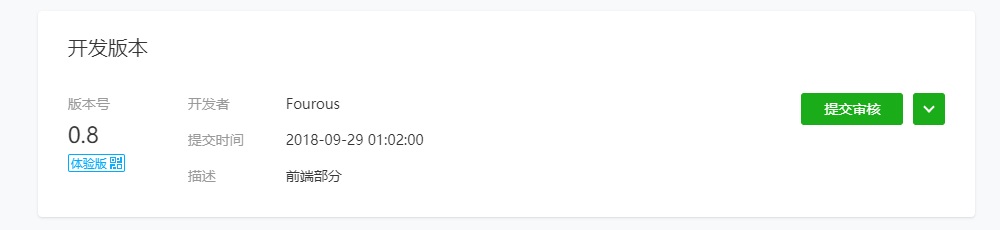 开发版本
版本号
0.8
体验版
开发者 Fourous
提交时间 2018-09-29 01:02:00
描述 前端部分
提交审核